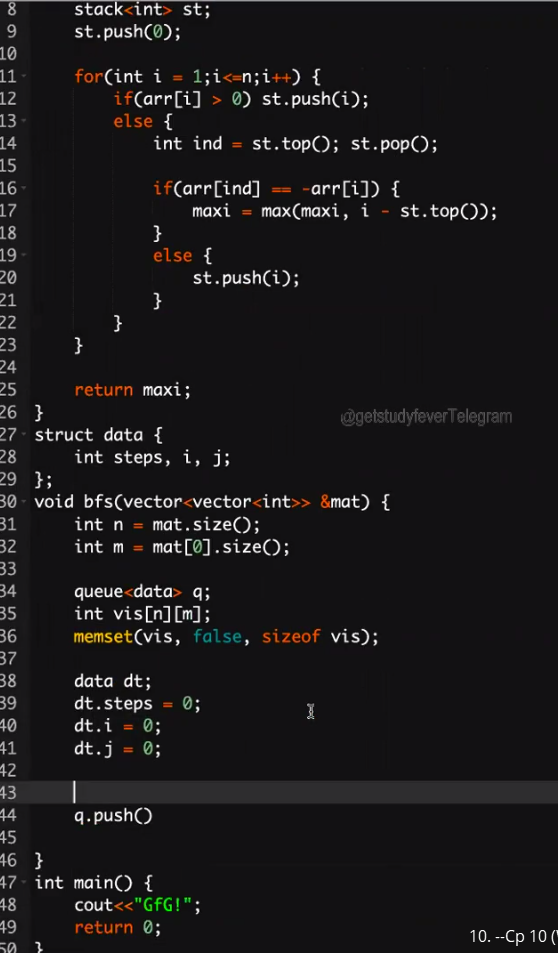 8 stack<int> st;
9 st.push(0);
10
11 for(int i = 1;i<=n;i++) {
12 if(arr[i] > 0) st.push(i);
13 else {
14 int ind = st.top(); st.pop();
15
16 if(arr[ind] == -arr[i]) {
17 maxi = max(maxi, i - st.top());
18 }
19 else {
20 st.push(i);
21 }
22 }
23 }
24
25 return maxi;
26 }
@getstudyfeverTelegram
27 struct data {
28 int steps, i, j;
29 };
30 void bfs(vector<vector<int>> &mat) {
31 int n = mat.size();
32 int m = mat[0].size();
33
34 queue<data> q;
35 int vis[n][m];
36 memset(vis, false, sizeof vis);
37
38 data dt;
39 dt.steps = 0;
40 dt.i = 0;
41 dt.j = 0;
42
43
44 q.push()
45
46 }
47 int main() {
48 cout<<"GfG!";
49 return 0;
50 }
10. --Cp 10 (